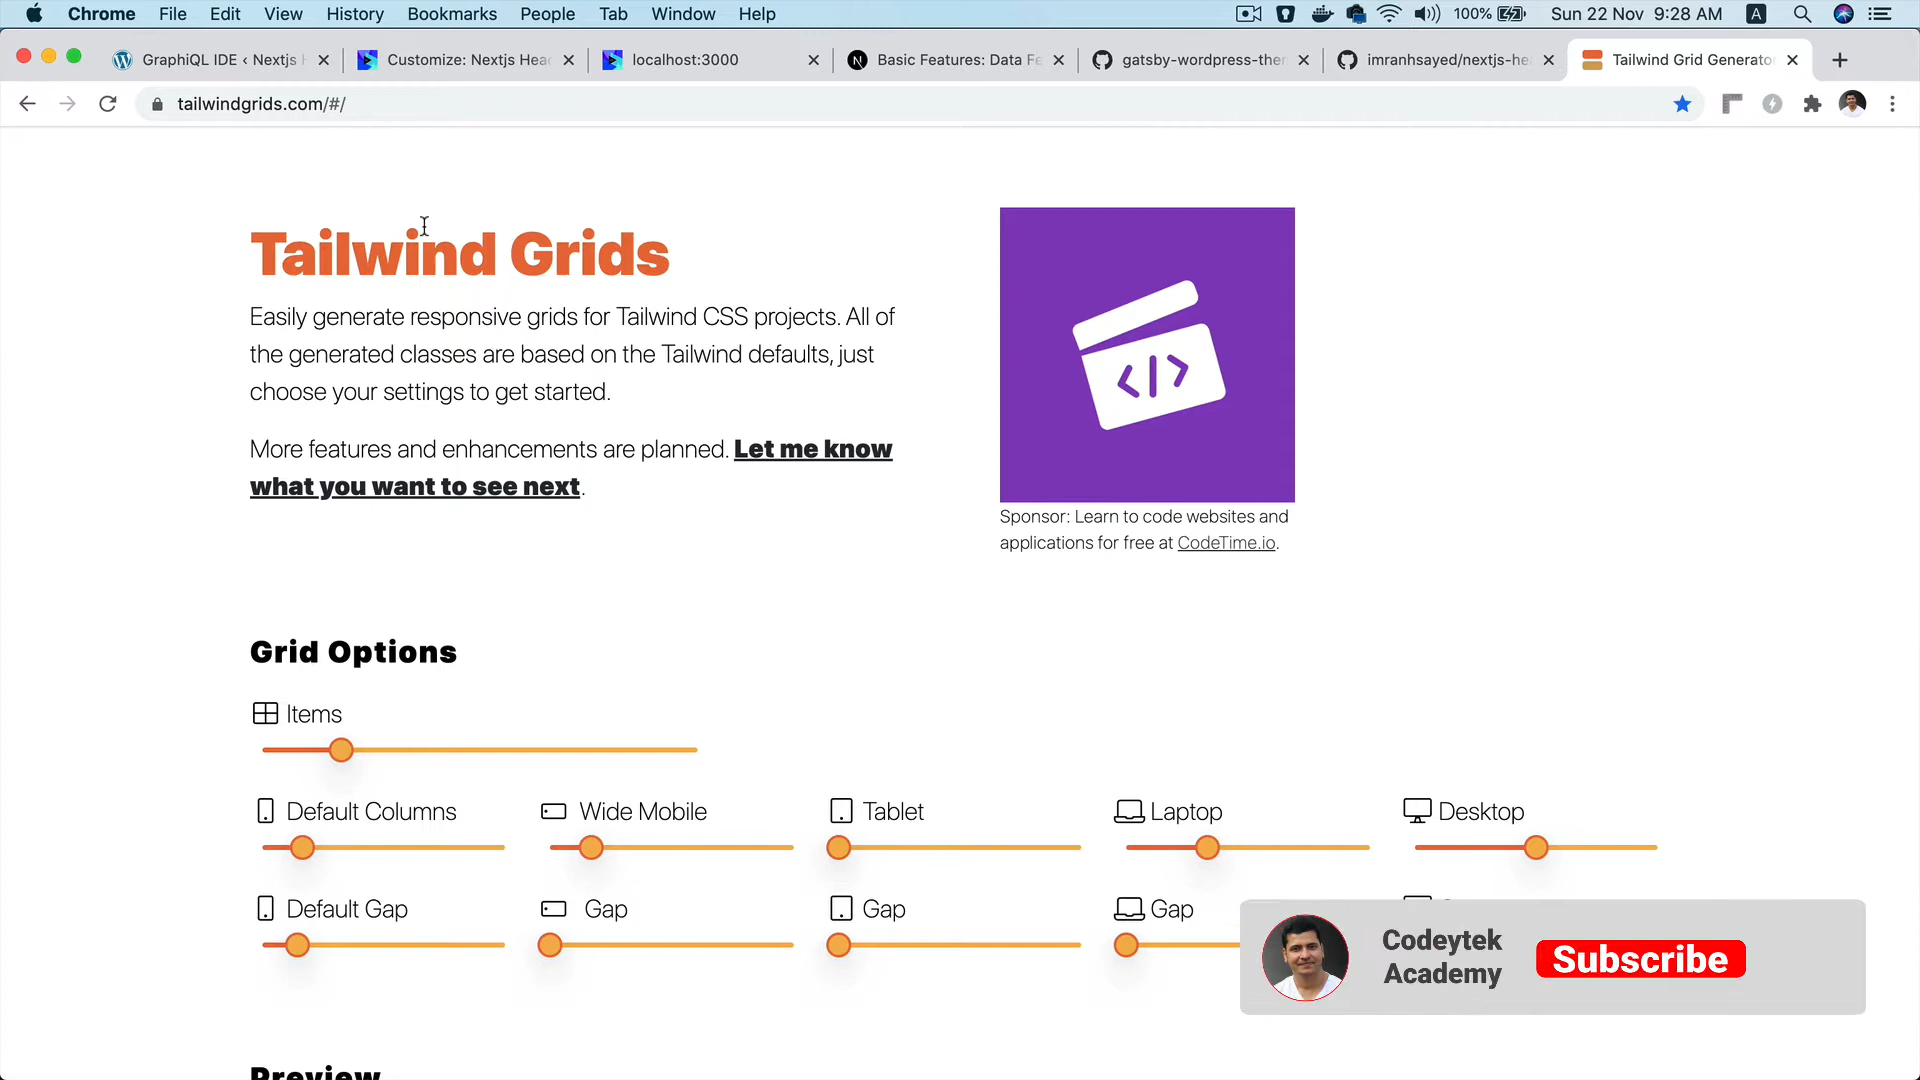 Chrome File Edit View History Bookmarks People Tab Window Help 100% Sun 22 Nov 9:28 AM A
GraphiQL IDE ‹ Nextjs
Customize: Nextjs Hea
localhost:3000
Basic Features: Data Fe
gatsby-wordpress-ther
imranhsayed/nextjs-he
Tailwind Grid Generato
tailwindgrids.com/#/
Tailwind Grids
Easily generate responsive grids for Tailwind CSS projects. All of
the generated classes are based on the Tailwind defaults, just
choose your settings to get started.
More features and enhancements are planned. Let me know
what you want to see next.
</>
Sponsor: Learn to code websites and
applications for free at CodeTime.io.
Grid Options
Items
Default Columns Wide Mobile Tablet Laptop Desktop
Default Gap Gap Gap Gap
Codeytek
Academy
Subscribe
Preview